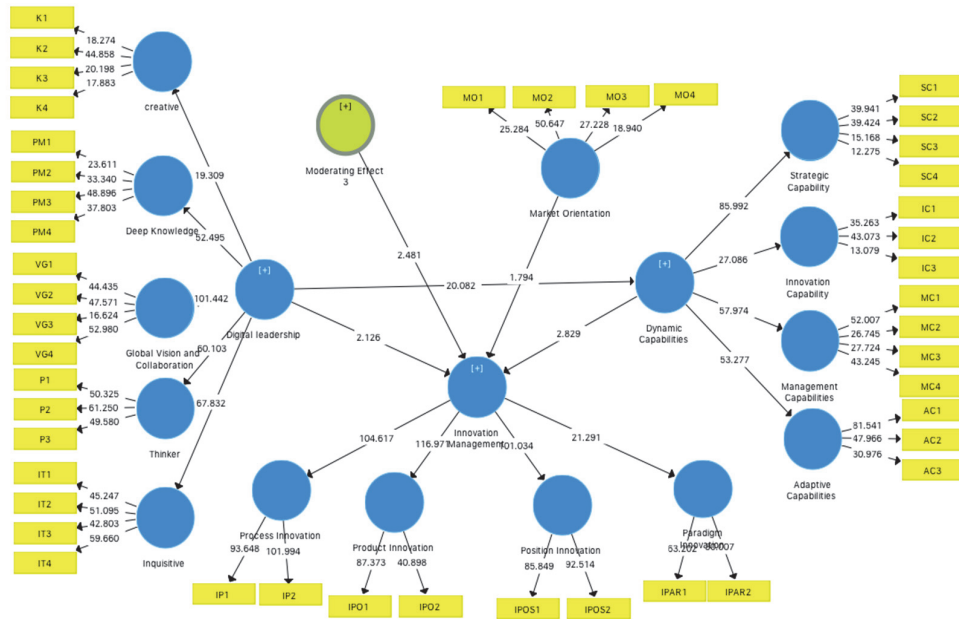 K1
K2
K3
K4
18.274
44.858
20.198
17.883
creative
PM1
PM2
PM3
PM4
23.611
33.340
48.896
37.803
Deep Knowledge
VG1
VG2
VG3
VG4
44.435
47.571
16.624
52.980
Global Vision and
Collaboration
P1
P2
P3
50.325
61.250
49.580
Thinker
IT1
IT2
IT3
IT4
45.247
51.095
42.803
59.660
Inquisitive
19.309
52.495
101.442
60.103
67.832
[+]
Digital leadership
[+]
Moderating Effect
3
2.481
MO1
MO2
MO3
MO4
25.284
50.647
27.228
18.940
Market Orientation
1.794
20.082
2.126
2.829
[+]
Dynamic
Capabilities
[+]
Innovation
Management
85.992
27.086
57.974
53.277
SC1
SC2
SC3
SC4
39.941
39.424
15.168
12.275
Strategic
Capability
IC1
IC2
IC3
35.263
43.073
13.079
Innovation
Capability
MC1
MC2
MC3
MC4
52.007
26.745
27.724
43.245
Management
Capabilities
AC1
AC2
AC3
81.541
47.966
30.976
Adaptive
Capabilities
104.617
116.971
101.034
21.291
Process Innovation
93.648
101.994
IP1
IP2
Product Innovation
87.373
40.898
IPO1
IPO2
Position Innovation
85.849
92.514
IPOS1
IPOS2
Paradigm
Innovation
IPAR1
IPAR2